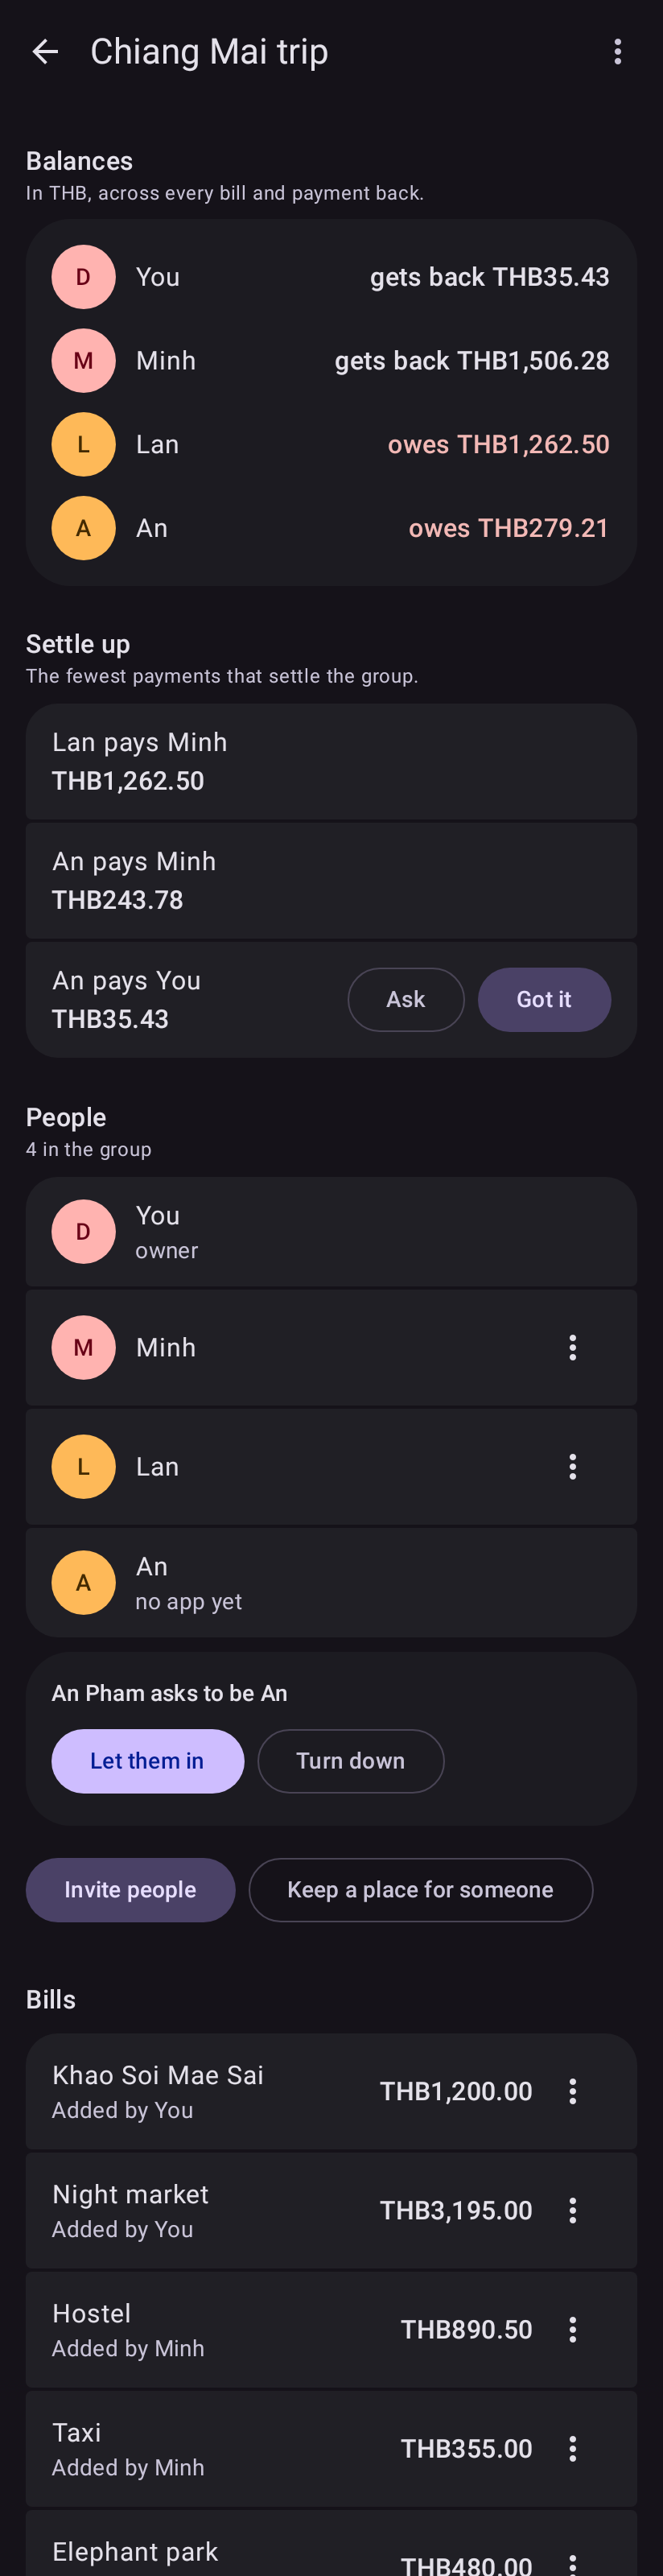 Chiang Mai trip
Balances
In THB, across every bill and payment back.
D You gets back THB35.43
M Minh gets back THB1,506.28
L Lan owes THB1,262.50
A An owes THB279.21
Settle up
The fewest payments that settle the group.
Lan pays Minh
THB1,262.50
An pays Minh
THB243.78
An pays You
THB35.43
Ask Got it
People
4 in the group
D You
owner
M Minh
L Lan
A An
no app yet
An Pham asks to be An
Let them in Turn down
Invite people Keep a place for someone
Bills
Khao Soi Mae Sai THB1,200.00
Added by You
Night market THB3,195.00
Added by You
Hostel THB890.50
Added by Minh
Taxi THB355.00
Added by Minh
Elephant park THB480.00